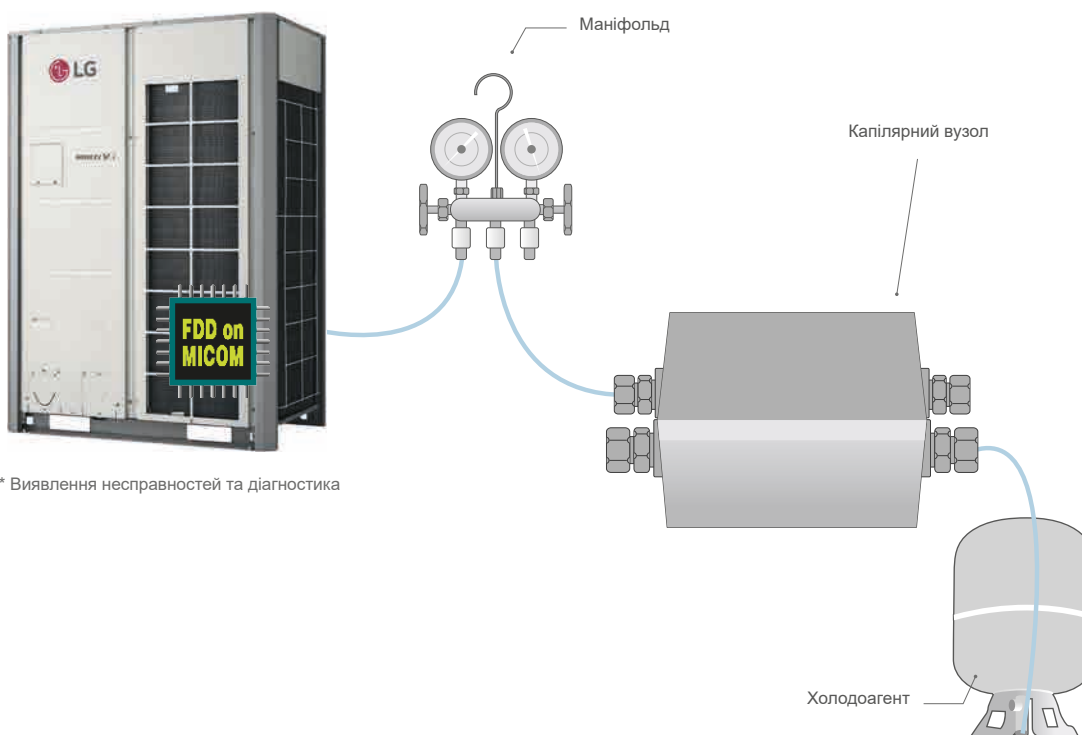 Маніфольд
LG
Капілярний вузол
FDD on
MICOM
* Виявлення несправностей та діагностика
Холодоагент